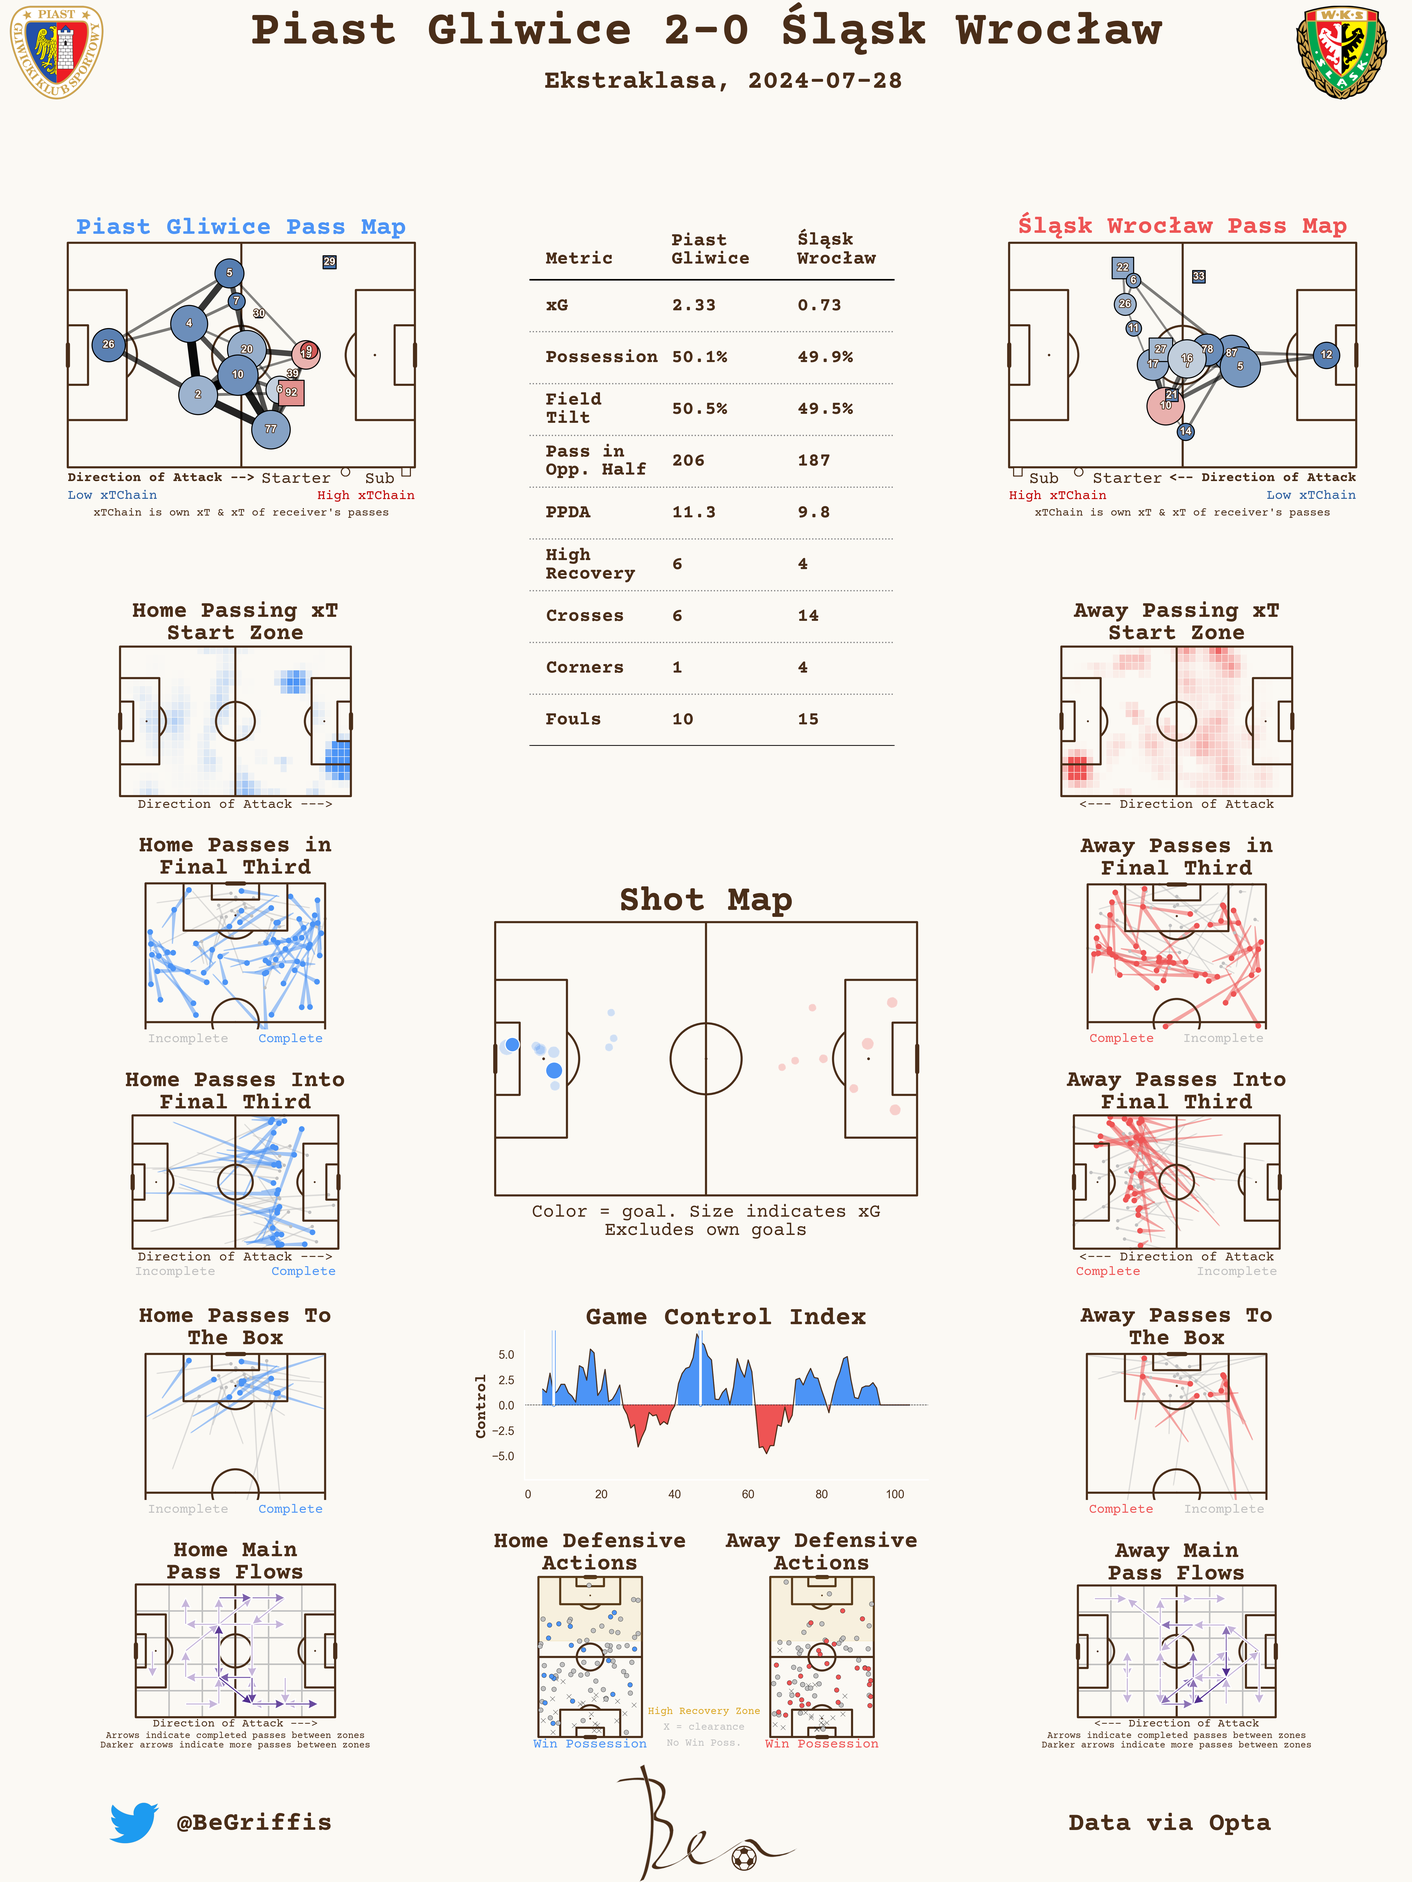 Piast Gliwice 2-0 Śląsk Wrocław
Ekstraklasa, 2024-07-28
PIAST
GLIWICKI KLUB SPORTOWY
W·K·S
ŚLĄSK
Piast Gliwice Pass Map
5
29
7
30
4
26
20
9
10
39
6
92
2
77
Direction of Attack --> Starter Sub
Low xTChain High xTChain
xTChain is own xT & xT of receiver's passes
Metric Piast Gliwice Śląsk Wrocław
xG 2.33 0.73
Possession 50.1% 49.9%
Field Tilt 50.5% 49.5%
Pass in Opp. Half 206 187
PPDA 11.3 9.8
High Recovery 6 4
Crosses 6 14
Corners 1 4
Fouls 10 15
Śląsk Wrocław Pass Map
22
6
33
26
11
27
78
87
12
17
16
7
5
21
10
14
Sub Starter <-- Direction of Attack
High xTChain Low xTChain
xTChain is own xT & xT of receiver's passes
Home Passing xT
Start Zone
Direction of Attack --->
Away Passing xT
Start Zone
<--- Direction of Attack
Home Passes in
Final Third
Incomplete Complete
Away Passes in
Final Third
Complete Incomplete
Shot Map
Color = goal. Size indicates xG
Excludes own goals
Home Passes Into
Final Third
Direction of Attack --->
Incomplete Complete
Away Passes Into
Final Third
<--- Direction of Attack
Complete Incomplete
Home Passes To
The Box
Incomplete Complete
Game Control Index
Control
5.0
2.5
0.0
−2.5
−5.0
0 20 40 60 80 100
Away Passes To
The Box
Complete Incomplete
Home Main
Pass Flows
Direction of Attack --->
Arrows indicate completed passes between zones
Darker arrows indicate more passes between zones
Home Defensive
Actions
Win Possession
Away Defensive
Actions
Win Possession
High Recovery Zone
X = clearance
No Win Poss.
Away Main
Pass Flows
<--- Direction of Attack
Arrows indicate completed passes between zones
Darker arrows indicate more passes between zones
@BeGriffis
Ben
Data via Opta